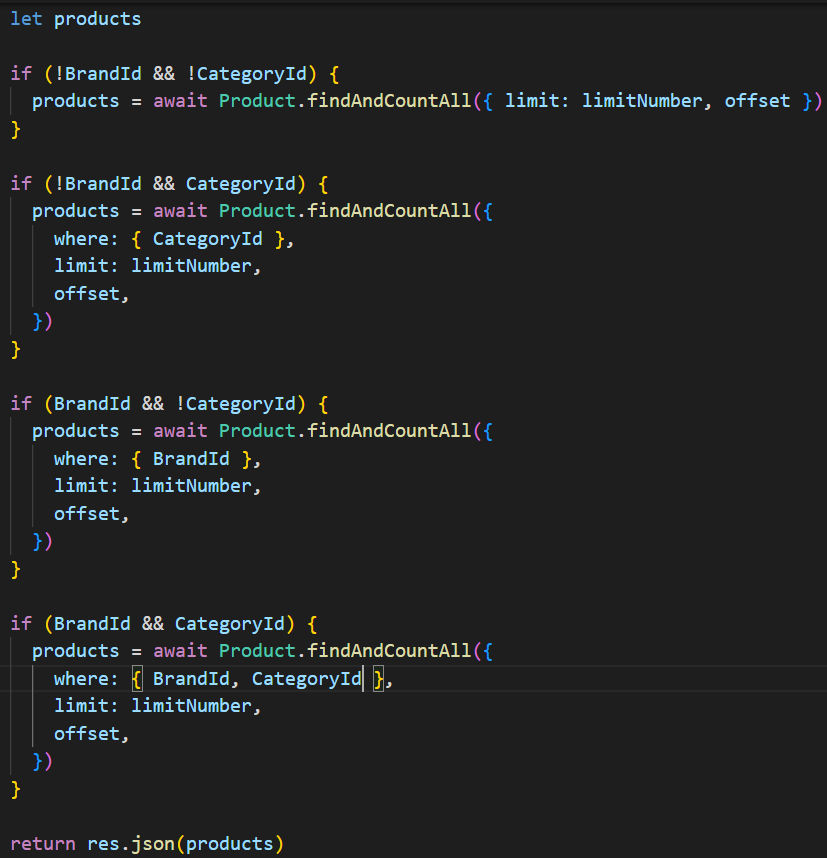 let products
if (!BrandId && !CategoryId) {
products = await Product.findAndCountAll({ limit: limitNumber, offset })
}
if (!BrandId && CategoryId) {
products = await Product.findAndCountAll({
where: { CategoryId },
limit: limitNumber,
offset,
})
}
if (BrandId && !CategoryId) {
products = await Product.findAndCountAll({
where: { BrandId },
limit: limitNumber,
offset,
})
}
if (BrandId && CategoryId) {
products = await Product.findAndCountAll({
where: { BrandId, CategoryId },
limit: limitNumber,
offset,
})
}
return res.json(products)